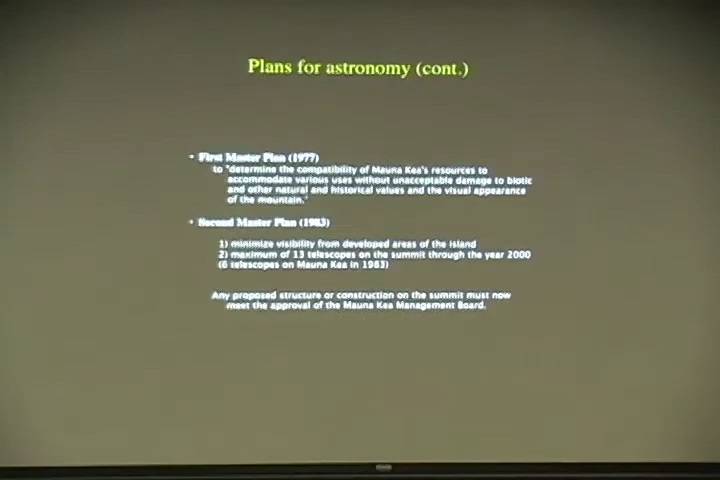 Plans for astronomy (cont.)
• First Master Plan (1977)
to "determine the compatibility of Mauna Kea's resources to
accommodate various uses without unacceptable damage to biotic
and other natural and historical values and the visual appearance
of the mountain."
• Second Master Plan (1983)
1) minimize visibility from developed areas of the island
2) maximum of 13 telescopes on the summit through the year 2000
(6 telescopes on Mauna Kea in 1983)
Any proposed structure or construction on the summit must now
meet the approval of the Mauna Kea Management Board.